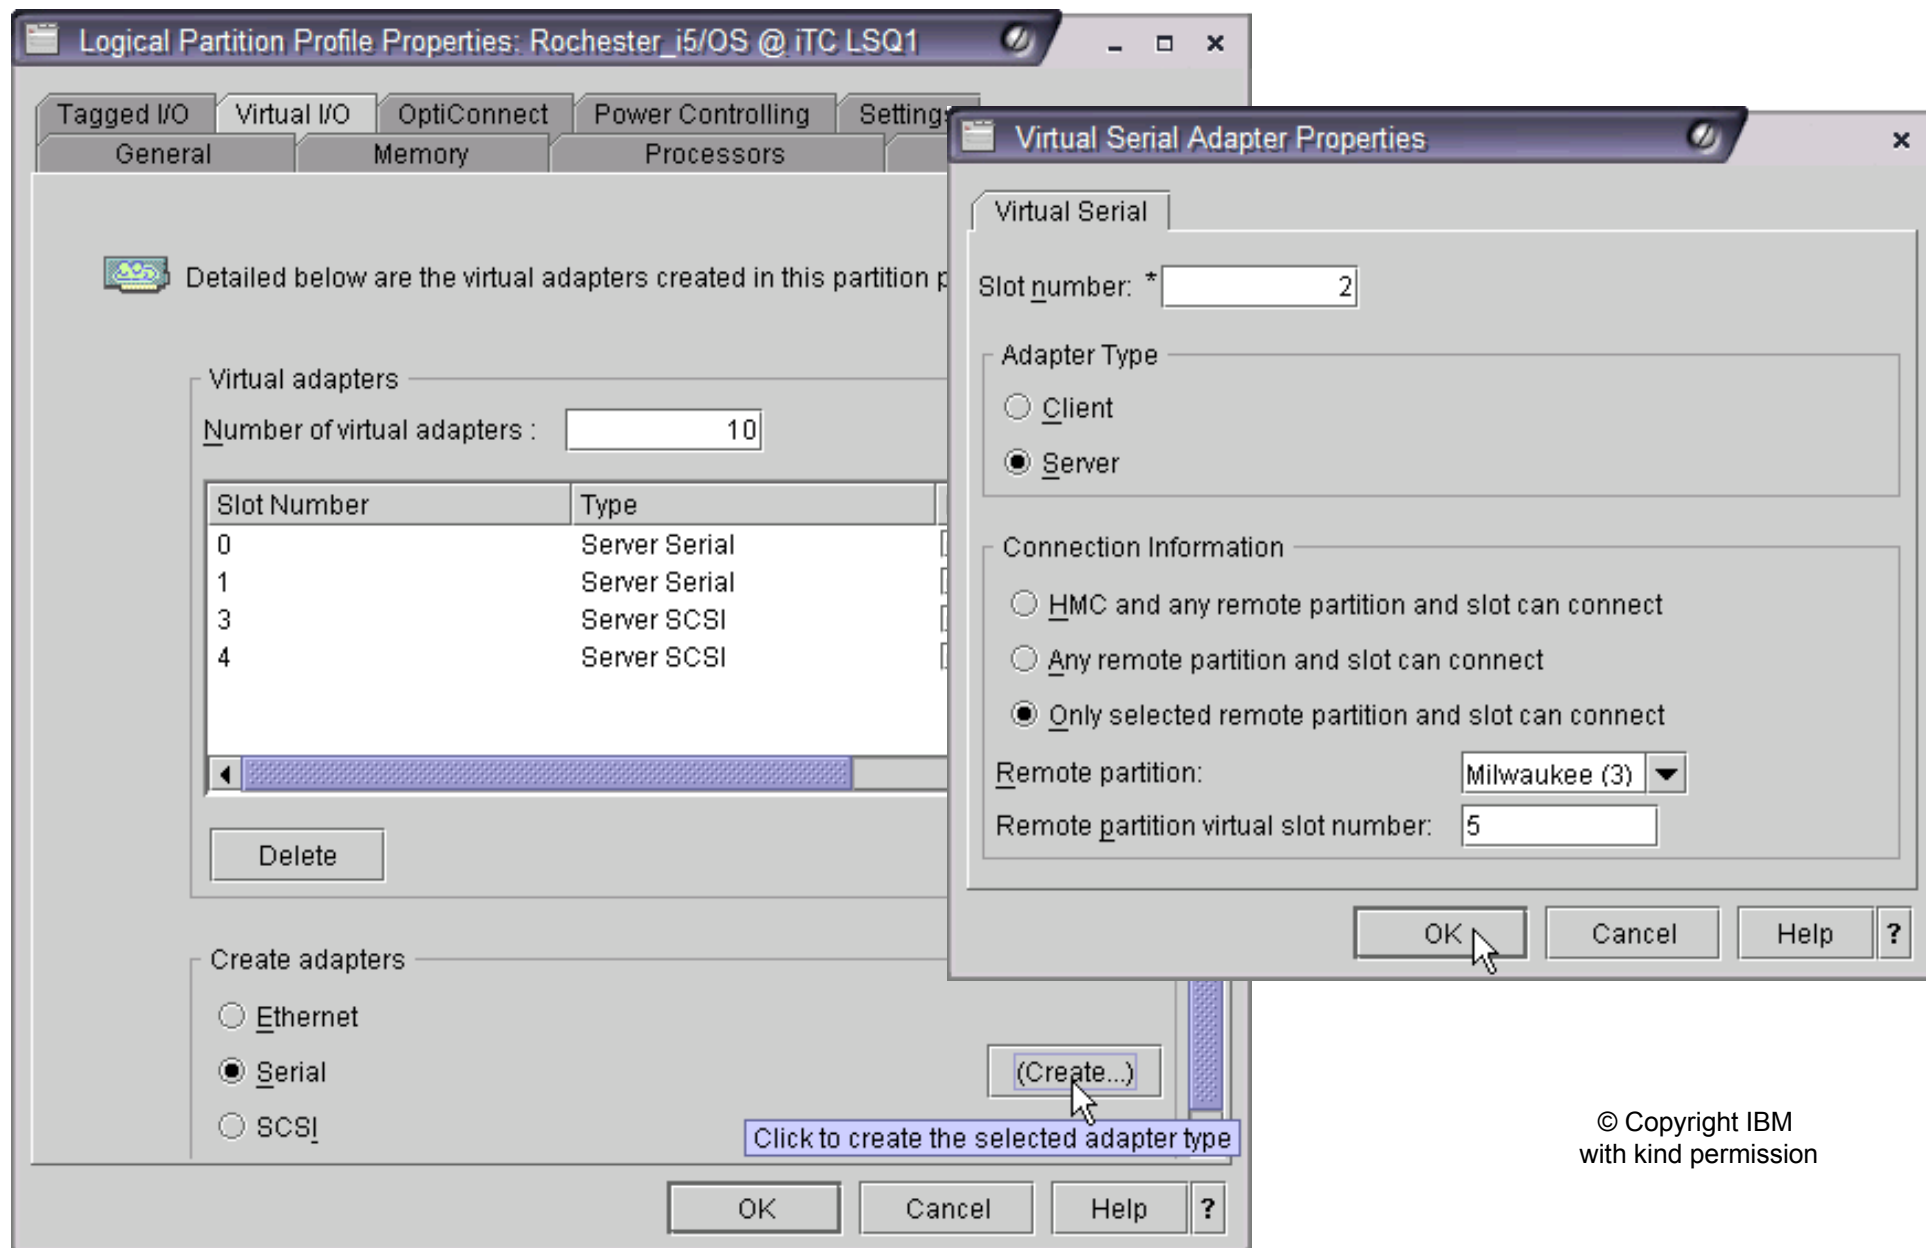 Logical Partition Profile Properties: Rochester_i5/OS @ iTC LSQ1
Tagged I/O Virtual I/O OptiConnect Power Controlling Setting
General Memory Processors
Detailed below are the virtual adapters created in this partition p
Virtual adapters
Number of virtual adapters : 10
Slot Number Type
0 Server Serial
1 Server Serial
3 Server SCSI
4 Server SCSI
Delete
Create adapters
Ethernet
Serial
(Create...)
SCSI
Click to create the selected adapter type
OK Cancel Help ?
Virtual Serial Adapter Properties
Virtual Serial
Slot number: * 2
Adapter Type
Client
Server
Connection Information
HMC and any remote partition and slot can connect
Any remote partition and slot can connect
Only selected remote partition and slot can connect
Remote partition: Milwaukee (3)
Remote partition virtual slot number: 5
OK Cancel Help ?
© Copyright IBM
with kind permission